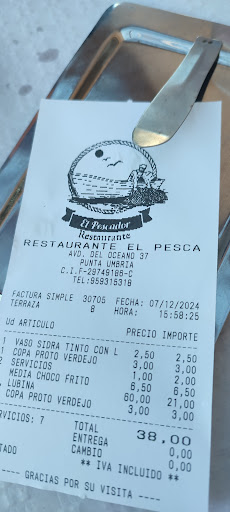 El Pescador
Restaurante
RESTAURANTE EL PESCA
AVD. DEL OCEANO 37
PUNTA UMBRIA
C.I.F-29749186-C
Tel:959315318
FACTURA SIMPLE 30705 FECHA: 07/12/2024
TERRAZA 8 HORA: 15:58:25
Ud ARTICULO PRECIO IMPORTE
1 VASO SIDRA TINTO CON L 2,50 2,50
COPA PROTO VERDEJO 3,00 3,00
2 SERVICIOS 1,00 2,00
MEDIA CHOCO FRITO 6,50 6,50
LUBINA 60,00 21,00
COPA PROTO VERDEJO 3,00 3,00
RVICIOS: 7 TOTAL 38,00
ENTREGA 0,00
TADO CAMBIO 0,00
** IVA INCLUIDO **
---- GRACIAS POR SU VISITA ----